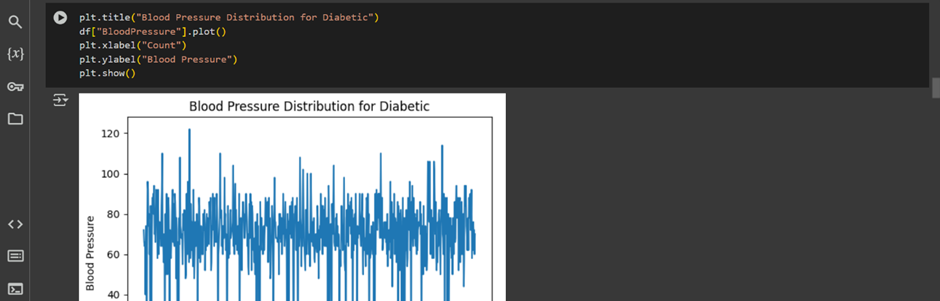 plt.title("Blood Pressure Distribution for Diabetic")
df["BloodPressure"].plot()
plt.xlabel("Count")
plt.ylabel("Blood Pressure")
plt.show()
{x}
Blood Pressure Distribution for Diabetic
120
100
80
60
40
Blood Pressure